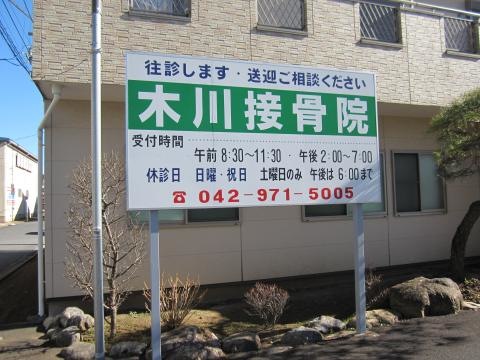 往診します・送迎ご相談ください
木川接骨院
受付時間
午前 8:30〜11:30 ・ 午後 2:00〜7:00
休診日 日曜・祝日 土曜日のみ 午後は 6:00まで
☎ 042-971-5005